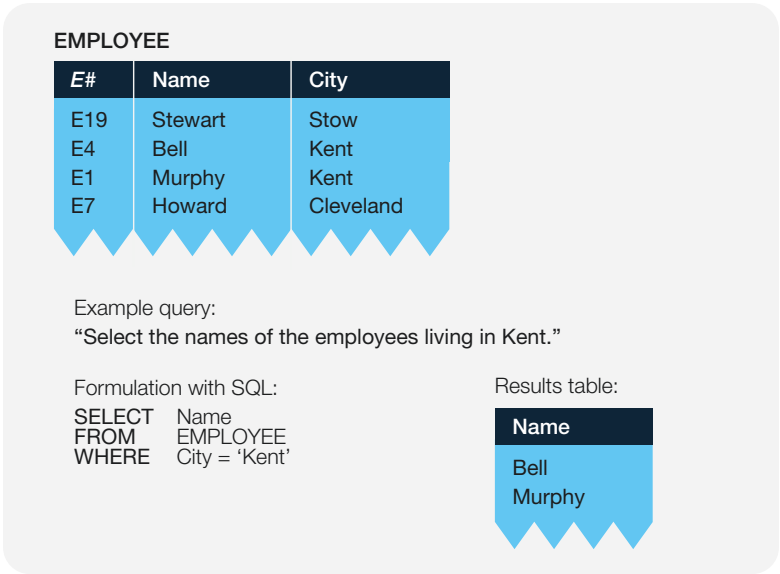 EMPLOYEE
E# Name City
E19 Stewart Stow
E4 Bell Kent
E1 Murphy Kent
E7 Howard Cleveland
Example query:
“Select the names of the employees living in Kent.”
Formulation with SQL:
SELECT Name
FROM EMPLOYEE
WHERE City = ‘Kent’
Results table:
Name
Bell
Murphy